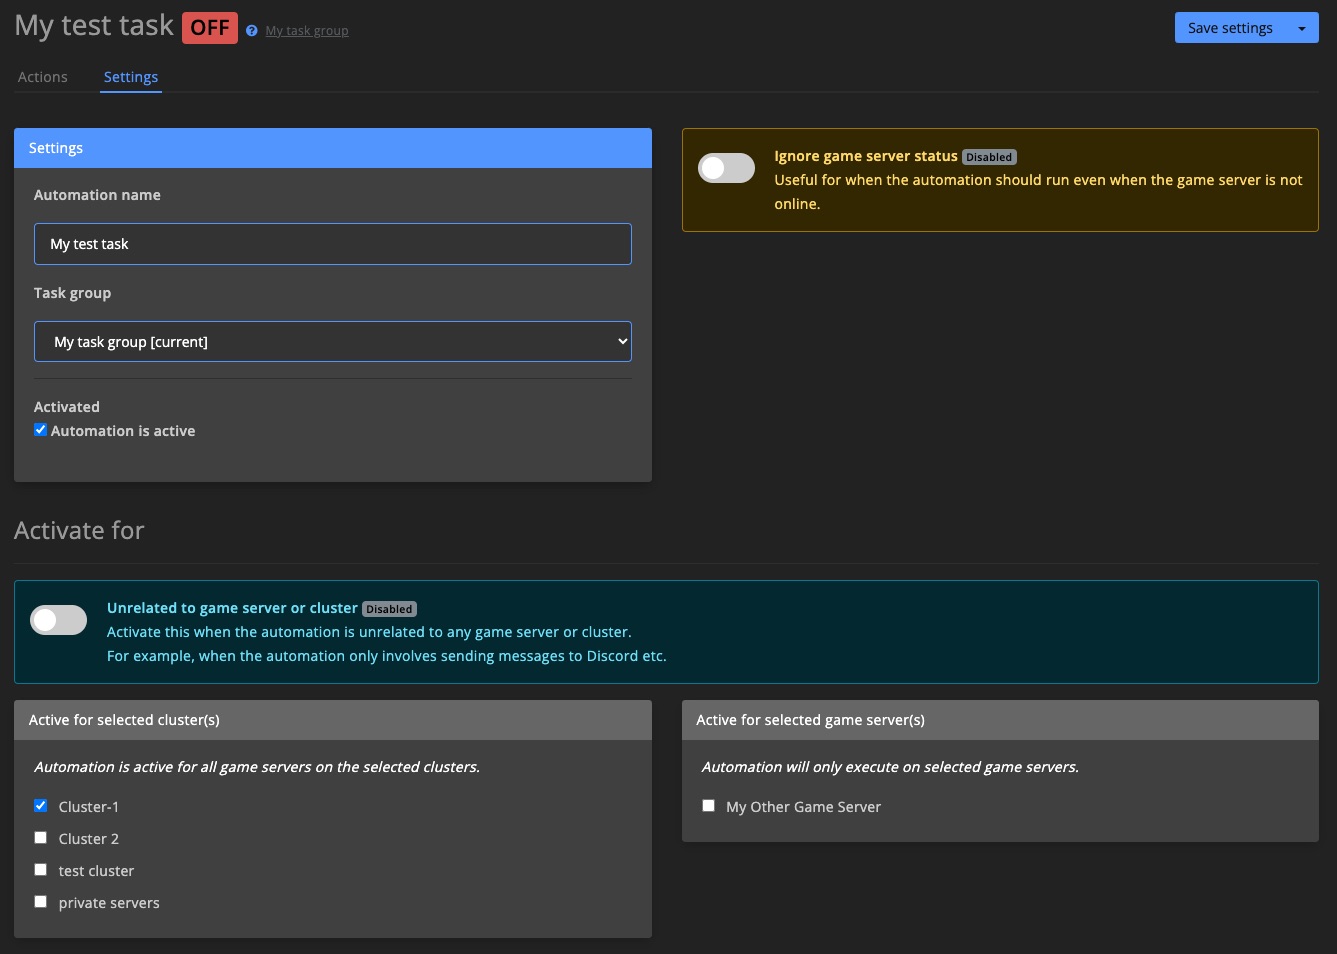 My test task OFF ? My task group
Save settings
Actions
Settings
Settings
Automation name
My test task
Task group
My task group [current]
Activated
Automation is active
Ignore game server status Disabled
Useful for when the automation should run even when the game server is not
online.
Activate for
Unrelated to game server or cluster Disabled
Activate this when the automation is unrelated to any game server or cluster.
For example, when the automation only involves sending messages to Discord etc.
Active for selected cluster(s)
Automation is active for all game servers on the selected clusters.
Cluster-1
Cluster 2
test cluster
private servers
Active for selected game server(s)
Automation will only execute on selected game servers.
My Other Game Server